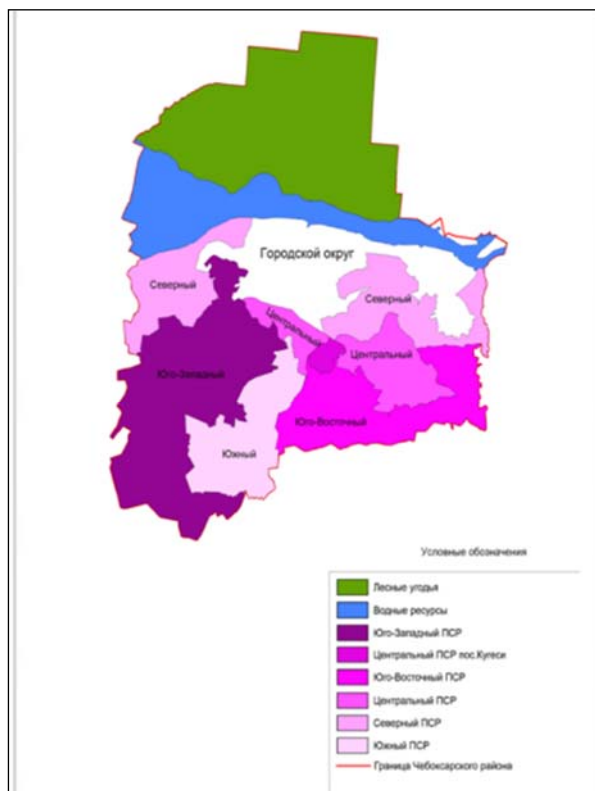 Городской округ
Северный
Северный
Центральный
Центральный
Юго-Западный
Юго-Восточный
Южный
Условные обозначения
Лесные угодья
Водные ресурсы
Юго-Западный ПСР
Центральный ПСР пос.Кугеси
Юго-Восточный ПСР
Центральный ПСР
Северный ПСР
Южный ПСР
Граница Чебоксарского района